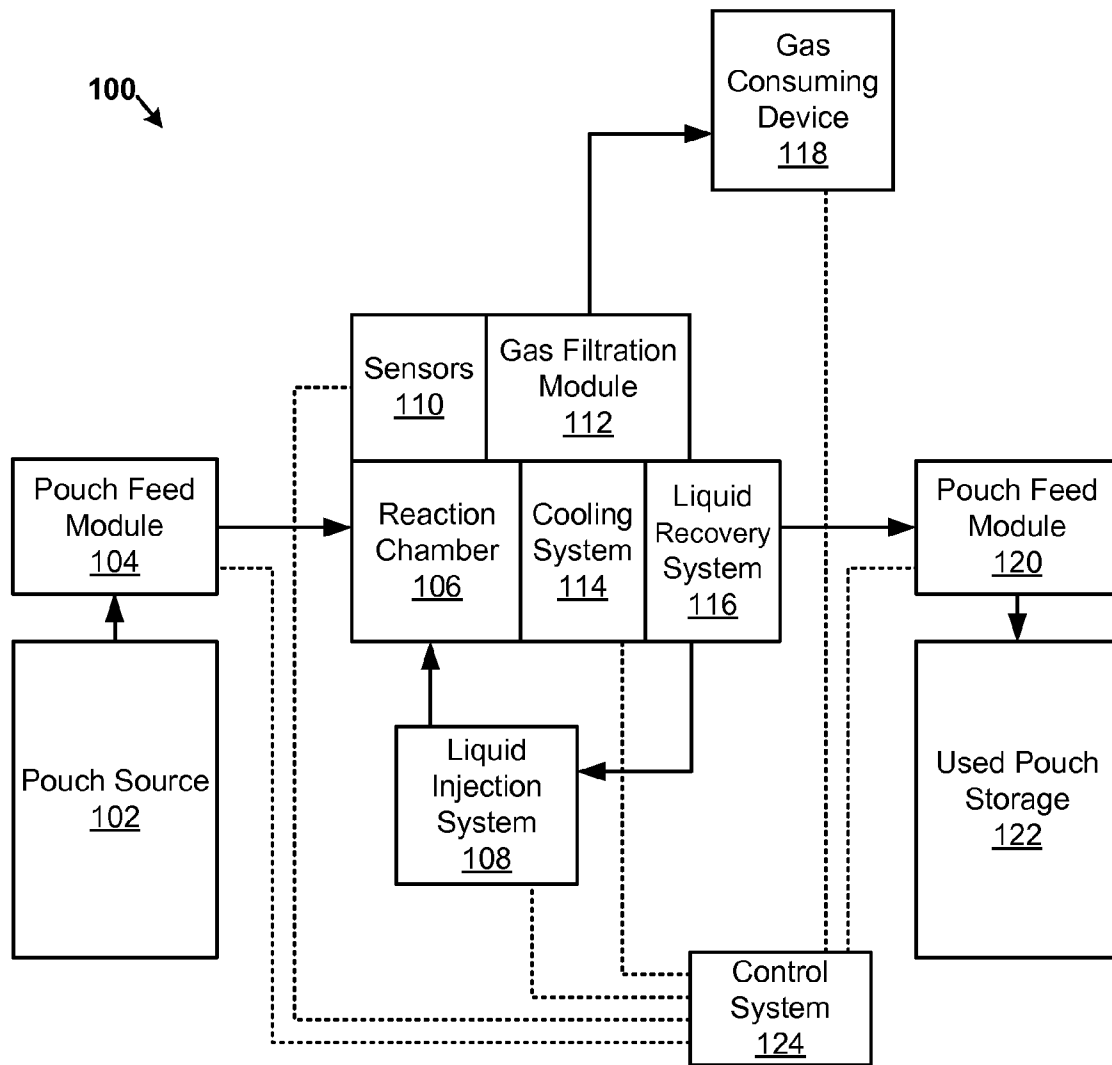 100
Gas
Consuming
Device
118
Sensors
110
Gas Filtration
Module
112
Pouch Feed
Module
104
Reaction
Chamber
106
Cooling
System
114
Liquid
Recovery
System
116
Pouch Feed
Module
120
Pouch Source
102
Liquid
Injection
System
108
Used Pouch
Storage
122
Control
System
124